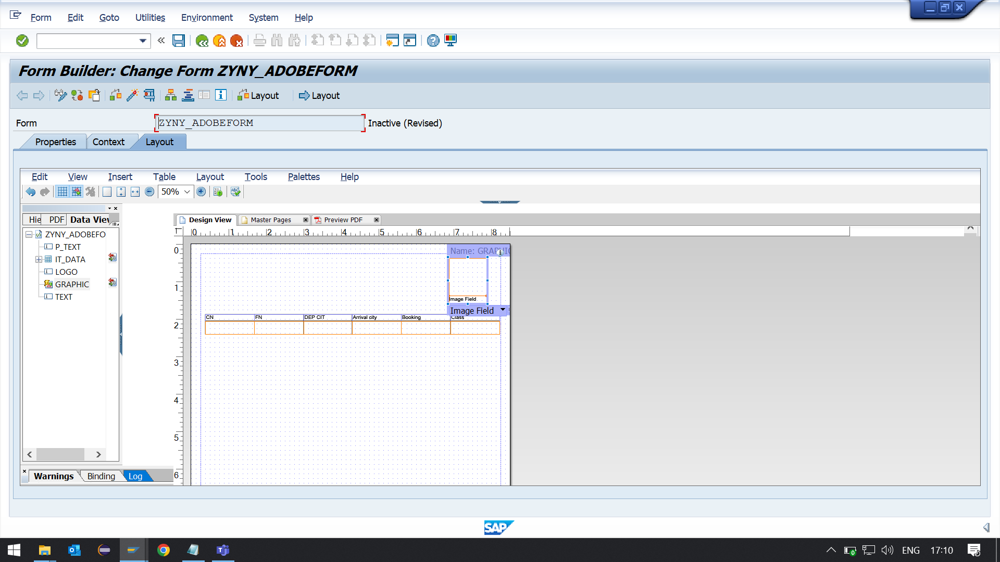 Form Edit Goto Utilities Environment System Help
Form Builder: Change Form ZYNY_ADOBEFORM
Layout Layout
Form ZYNY_ADOBEFORM Inactive (Revised)
Properties Context Layout
Edit View Insert Table Layout Tools Palettes Help
50%
Hie PDF Data View
Design View Master Pages Preview PDF
0 1 2 3 4 5 6 7 8
ZYNY_ADOBEFO
P_TEXT
IT_DATA
LOGO
GRAPHIC
TEXT
0
1
2
3
4
5
6
Name: GRAPHIC
Image Field
Image Field
CN FN DEP CIT Arrival city Booking Class
Warnings Binding Log
SAP
ENG 17:10